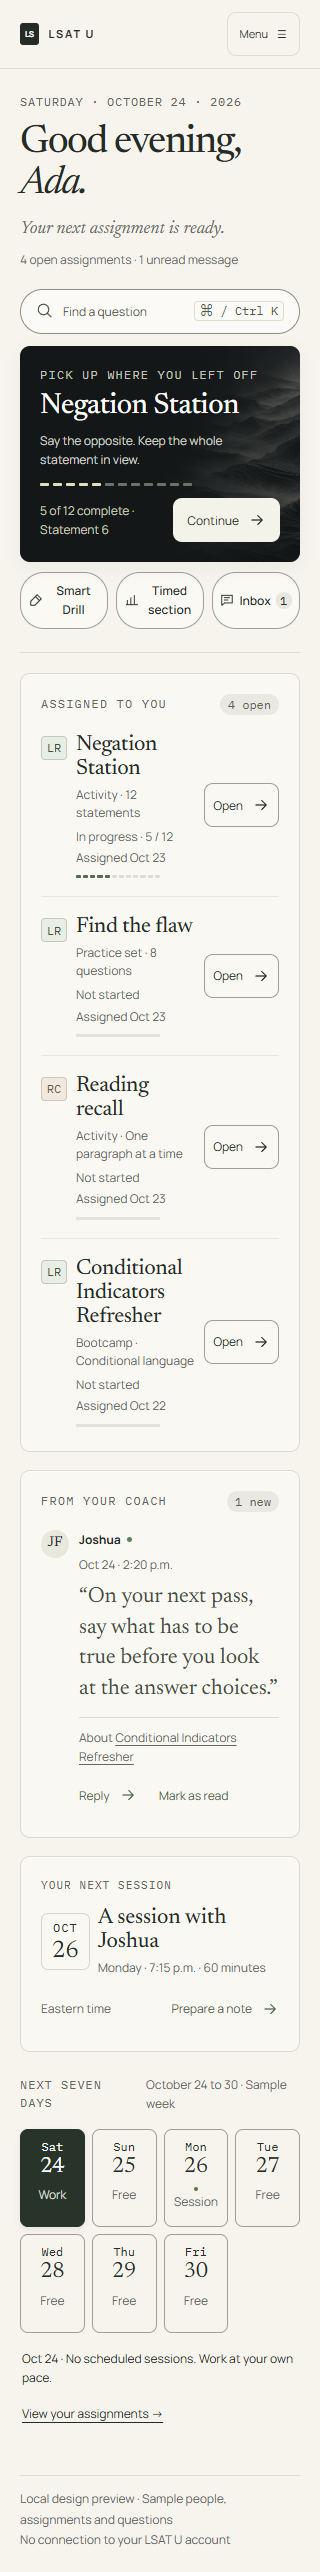 LS LSAT U
Menu ☰
SATURDAY · OCTOBER 24 · 2026
Good evening,
Ada.
Your next assignment is ready.
4 open assignments · 1 unread message
Find a question ⌘ / Ctrl K
PICK UP WHERE YOU LEFT OFF
Negation Station
Say the opposite. Keep the whole
statement in view.
5 of 12 complete ·
Statement 6
Continue →
Smart
Drill
Timed
section
Inbox 1
ASSIGNED TO YOU
4 open
LR
Negation
Station
Activity · 12
statements
In progress · 5 / 12
Assigned Oct 23
Open →
LR
Find the flaw
Practice set · 8
questions
Not started
Assigned Oct 23
Open →
RC
Reading
recall
Activity · One
paragraph at a time
Not started
Assigned Oct 23
Open →
LR
Conditional
Indicators
Refresher
Bootcamp ·
Conditional language
Not started
Assigned Oct 22
Open →
FROM YOUR COACH
1 new
JF
Joshua
Oct 24 · 2:20 p.m.
“On your next pass,
say what has to be
true before you look
at the answer choices.”
About Conditional Indicators
Refresher
Reply →
Mark as read
YOUR NEXT SESSION
OCT
26
A session with
Joshua
Monday · 7:15 p.m. · 60 minutes
Eastern time
Prepare a note →
NEXT SEVEN
DAYS
October 24 to 30 · Sample
week
Sat
24
Work
Sun
25
Free
Mon
26
Session
Tue
27
Free
Wed
28
Free
Thu
29
Free
Fri
30
Free
Oct 24 · No scheduled sessions. Work at your own
pace.
View your assignments →
Local design preview · Sample people,
assignments and questions
No connection to your LSAT U account